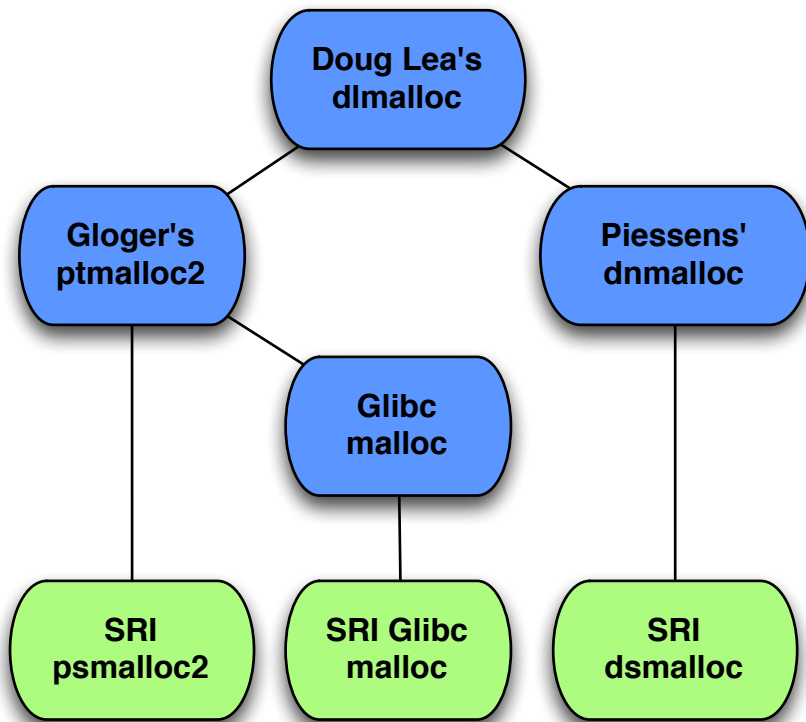 Doug Lea's
dlmalloc
Gloger's
ptmalloc2
Piessens'
dnmalloc
Glibc
malloc
SRI
psmalloc2
SRI Glibc
malloc
SRI
dsmalloc